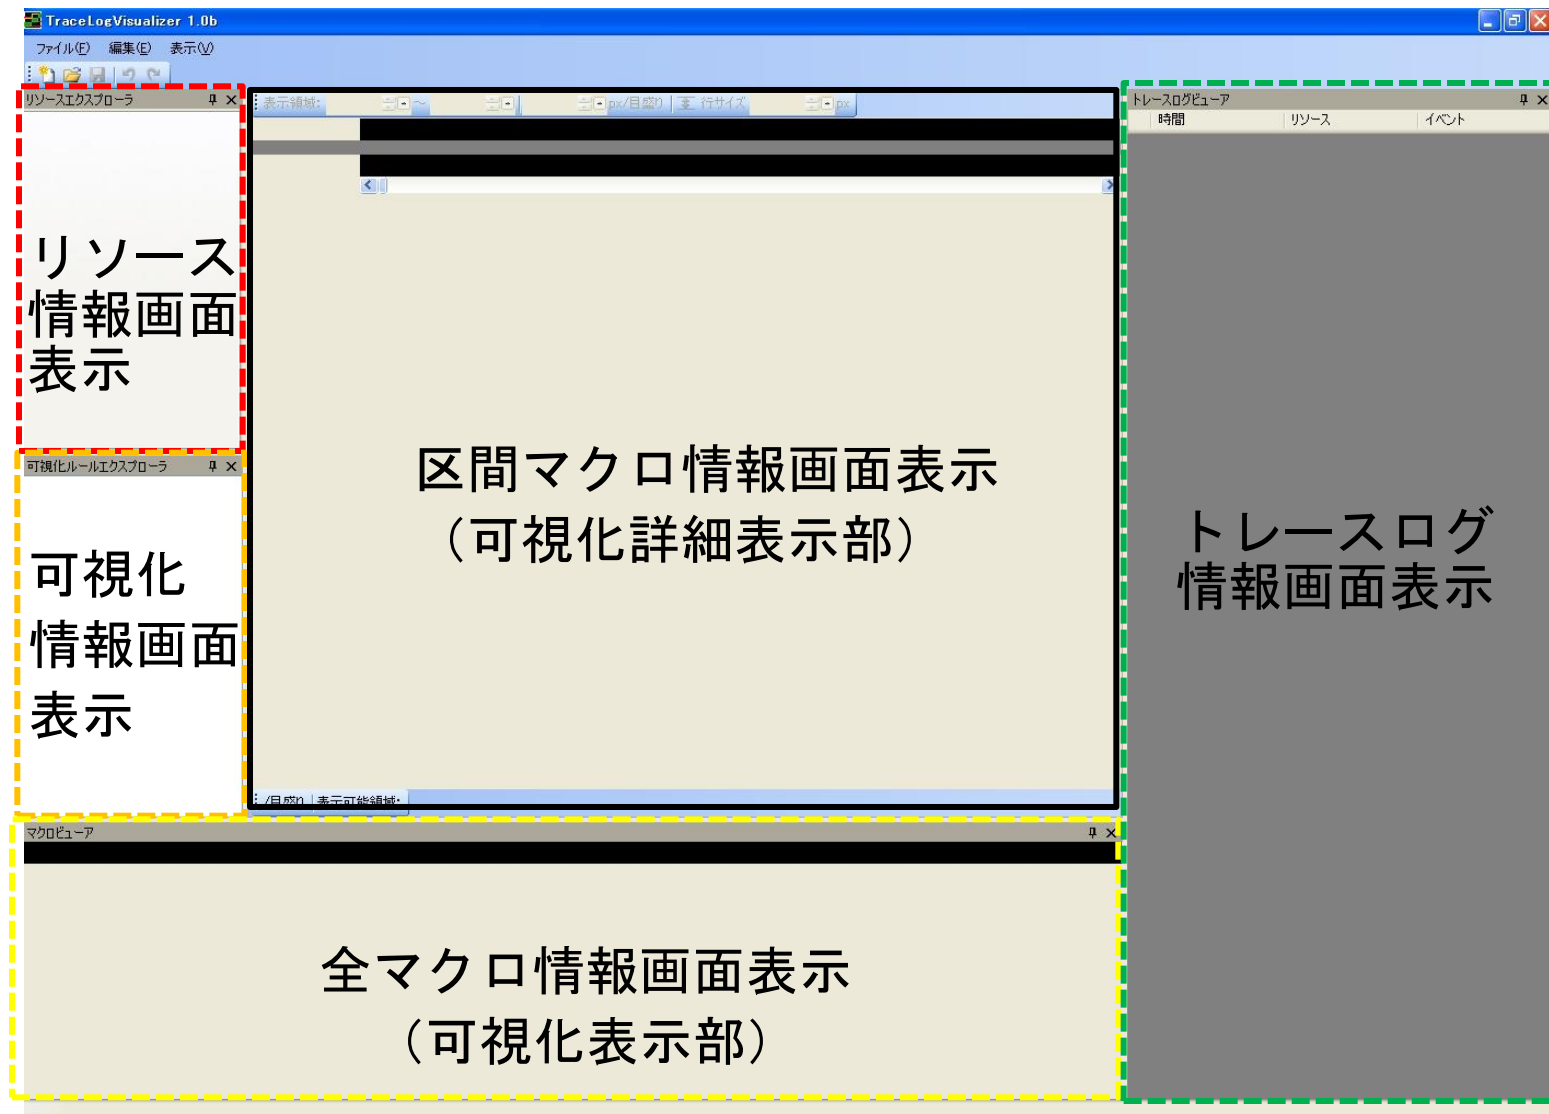 TraceLogVisualizer 1.0b
ファイル(F) 編集(E) 表示(V)
リソースエクスプローラ
リソース
情報画面
表示
可視化ルールエクスプローラ
可視化
情報画面
表示
表示領域: ～ px/目盛り 行サイズ px
区間マクロ情報画面表示
（可視化詳細表示部）
/目盛り 表示可能領域:
トレースログビューア
時間 リソース イベント
トレースログ
情報画面表示
マクロビューア
全マクロ情報画面表示
（可視化表示部）